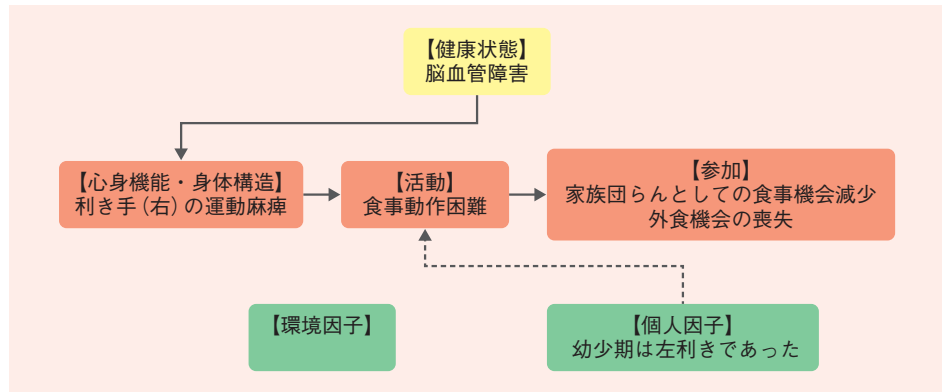 【健康状態】
脳血管障害
【心身機能・身体構造】
利き手(右)の運動麻痺
【活動】
食事動作困難
【参加】
家族団らんとしての食事機会減少
外食機会の喪失
【環境因子】
【個人因子】
幼少期は左利きであった